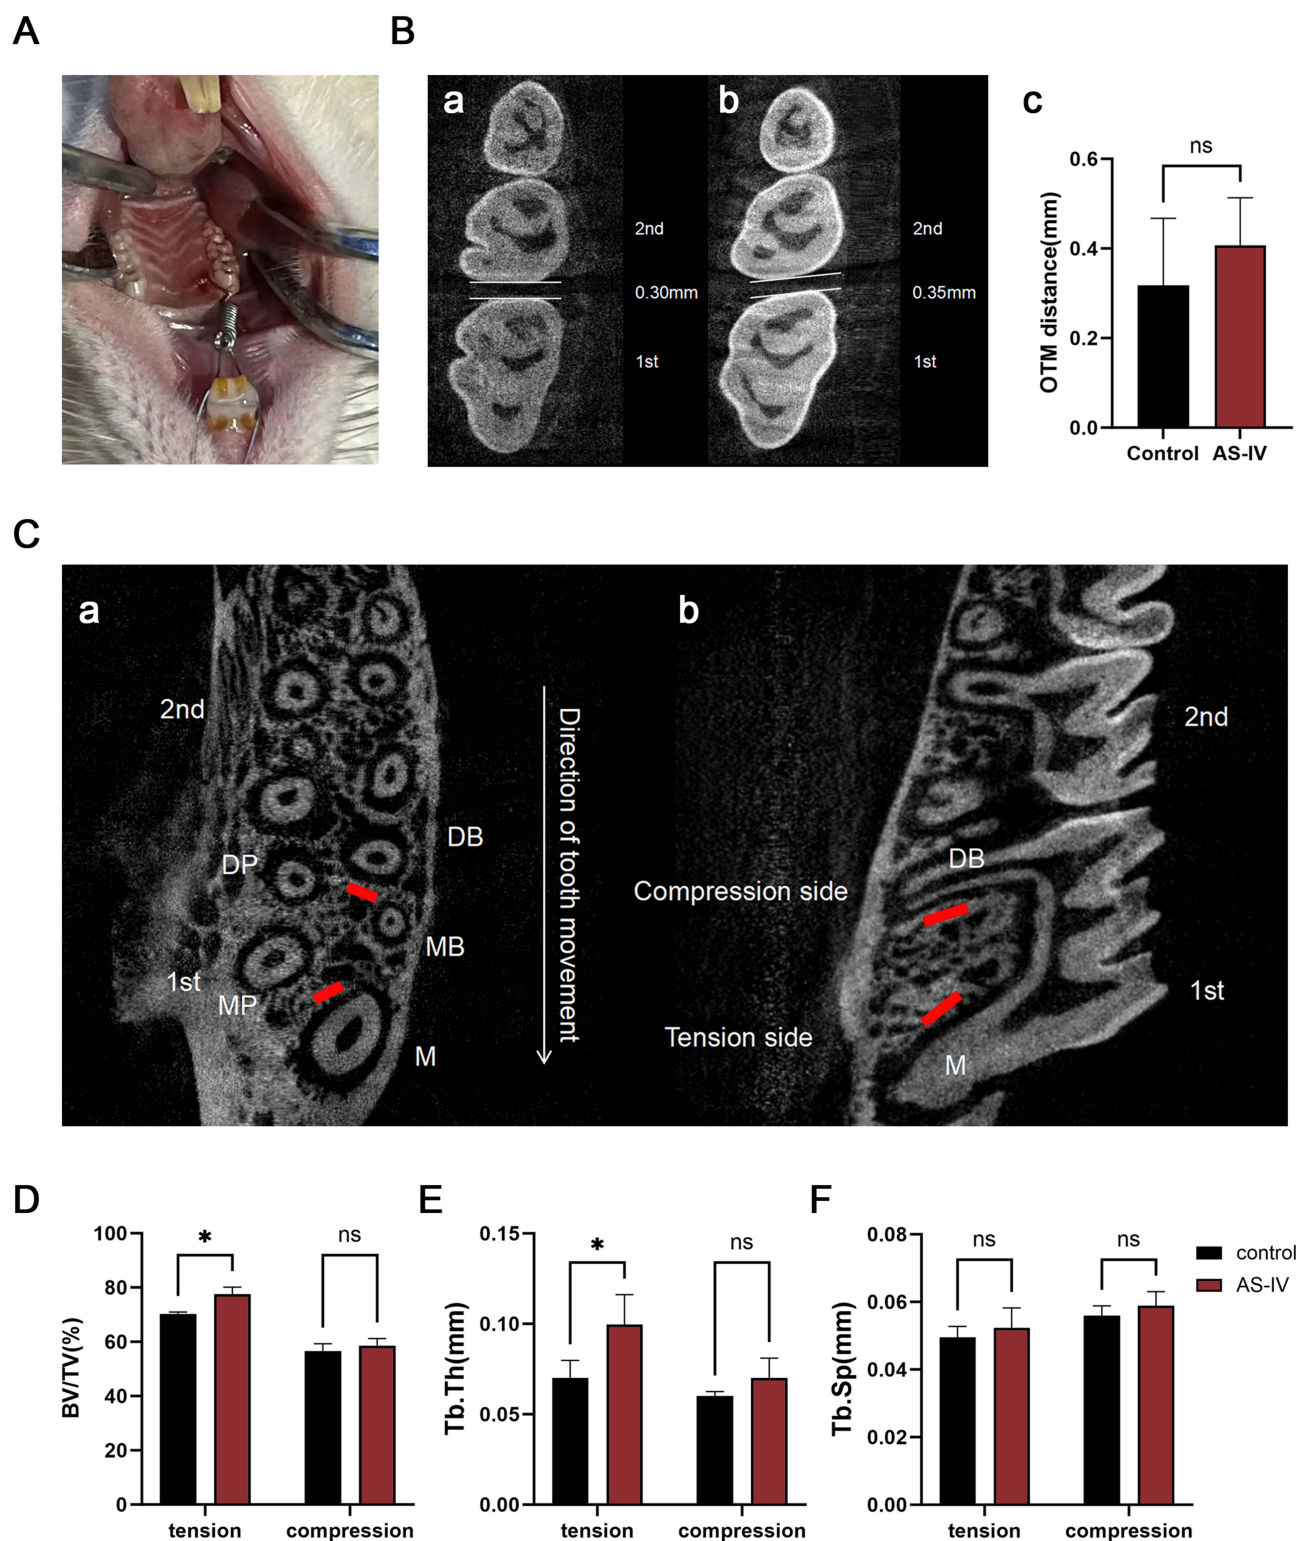 A
B
a
2nd
0.30mm
1st
b
2nd
0.35mm
1st
c
ns
OTM distance(mm)
0.6
0.4
0.2
0.0
Control
AS-IV
C
a
2nd
DP
1st
MP
DB
MB
M
Direction of tooth movement
b
2nd
DB
Compression side
Tension side
1st
M
D
BV/TV(%)
100
80
60
40
20
0
*
ns
tension
compression
E
Tb.Th(mm)
0.15
0.10
0.05
0.00
*
ns
tension
compression
F
Tb.Sp(mm)
0.08
0.06
0.04
0.02
0.00
ns
ns
tension
compression
control
AS-IV